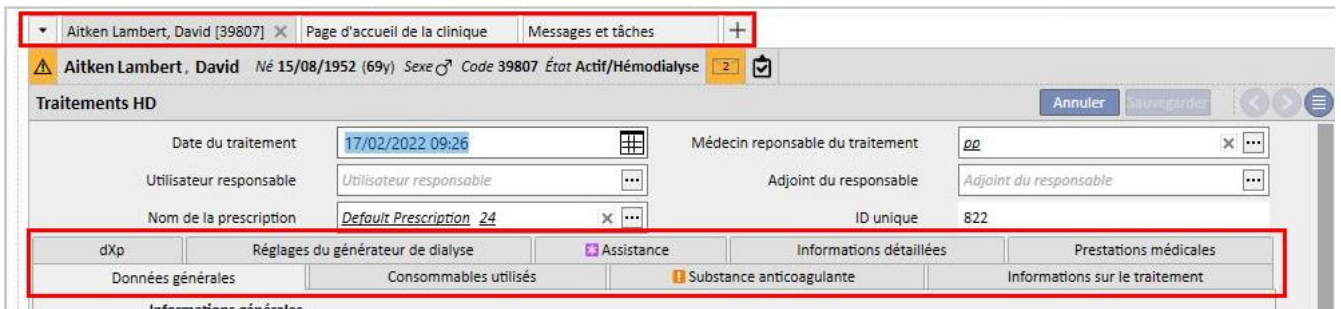 Aitken Lambert, David [39807] Page d'accueil de la clinique Messages et tâches
Aitken Lambert, David Né 15/08/1952 (69y) Sexe Code 39807 État Actif/Hémodialyse 2
Traitements HD Annuler Sauvegarder
Date du traitement 17/02/2022 09:26 Médecin reponsable du traitement pp
Utilisateur responsable Utilisateur responsable Adjoint du responsable Adjoint du responsable
Nom de la prescription Default Prescription 24 ID unique 822
dXp Réglages du générateur de dialyse Assistance Informations détaillées Prestations médicales
Données générales Consommables utilisés Substance anticoagulante Informations sur le traitement
Informations générales